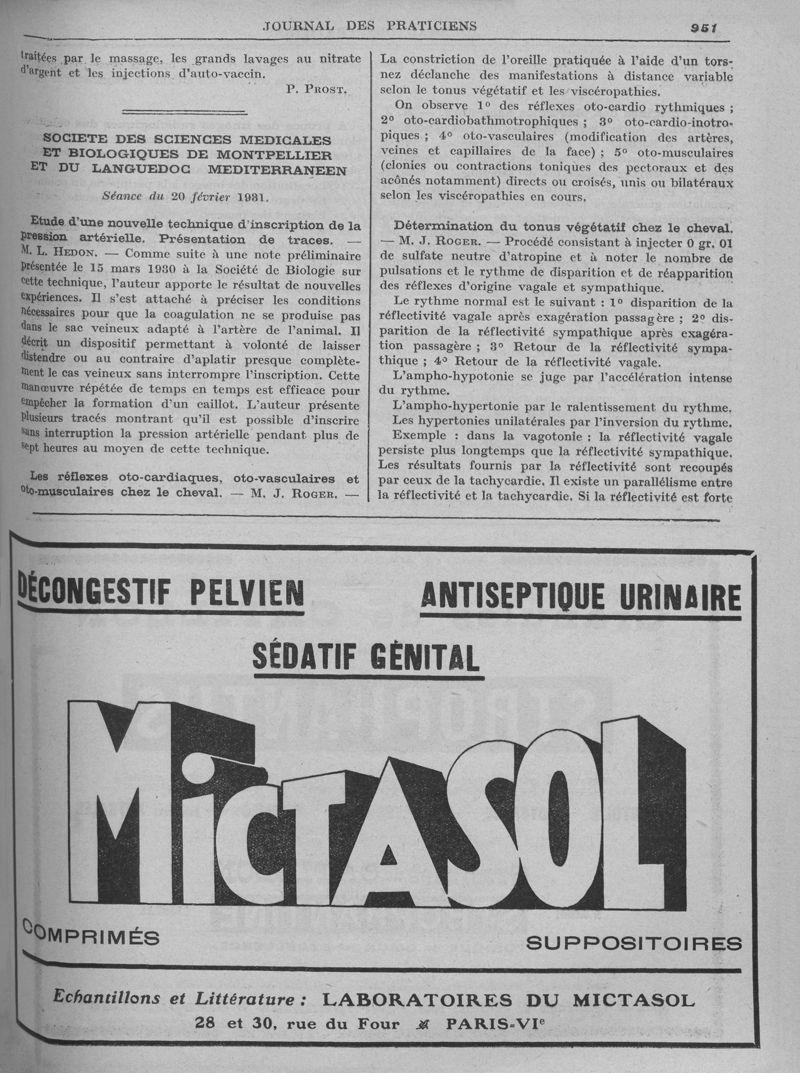 JOURNAL DES PRATICIENS 951
traitées par le massage, les grands lavages au nitrate
d'argent et les injections d'auto-vaccin.
P. PROST.
SOCIETE DES SCIENCES MEDICALES
ET BIOLOGIQUES DE MONTPELLIER
ET DU LANGUEDOC MEDITERRANEEN
Séance du 20 février 1931.
Etude d'une nouvelle technique d'inscription de la
pression artérielle. Présentation de traces. —
M. L. HEDON. — Comme suite à une note préliminaire
présentée le 15 mars 1930 à la Société de Biologie sur
cette technique, l'auteur apporte le résultat de nouvelles
expériences. Il s'est attaché à préciser les conditions
nécessaires pour que la coagulation ne se produise pas
dans le sac veineux adapté à l'artère de l'animal. Il
décrit un dispositif permettant à volonté de laisser
distendre ou au contraire d'aplatir presque complète-
ment le cas veineux sans interrompre l'inscription. Cette
manœuvre répétée de temps en temps est efficace pour
empêcher la formation d'un caillot. L'auteur présente
plusieurs tracés montrant qu'il est possible d'inscrire
sans interruption la pression artérielle pendant plus de
sept heures au moyen de cette technique.
Les réflexes oto-cardiaques, oto-vasculaires et
oto-musculaires chez le cheval. — M. J. ROGER. —
La constriction de l'oreille pratiquée à l'aide d'un tors-
nez déclanche des manifestations à distance variable
selon le tonus végétatif et les viscéropathies.
On observe 1° des réflexes oto-cardio rythmiques ;
2° oto-cardiobathmotrophiques ; 3° oto-cardio-inotro-
piques ; 4° oto-vasculaires (modification des artères,
veines et capillaires de la face) ; 5° oto-musculaires
(clonies ou contractions toniques des pectoraux et des
acônés notamment) directs ou croisés, unis ou bilatéraux
selon les viscéropathies en cours.
Détermination du tonus végétatif chez le cheval.
— M. J. ROGER. — Procédé consistant à injecter 0 gr. 01
de sulfate neutre d'atropine et à noter le nombre de
pulsations et le rythme de disparition et de réapparition
des réflexes d'origine vagale et sympathique.
Le rythme normal est le suivant : 1° disparition de la
réflectivité vagale après exagération passagère ; 2° dis-
parition de la réflectivité sympathique après exagéra-
tion passagère ; 3° Retour de la réflectivité sympa-
thique ; 4° Retour de la réflectivité vagale.
L'ampho-hypotonie se juge par l'accélération intense
du rythme.
L'ampho-hypertonie par le ralentissement du rythme.
Les hypertonies unilatérales par l'inversion du rythme.
Exemple : dans la vagotonie : la réflectivité vagale
persiste plus longtemps que la réflectivité sympathique.
Les résultats fournis par la réflectivité sont recoupés
par ceux de la tachycardie. Il existe un parallélisme entre
la réflectivité et la tachycardie. Si la réflectivité est forte
DÉCONGESTIF PELVIEN ANTISEPTIQUE URINAIRE
SÉDATIF GÉNITAL
MICTASOL
COMPRIMÉS SUPPOSITOIRES
Echantillons et Littérature : LABORATOIRES DU MICTASOL
28 et 30, rue du Four PARIS-VIe